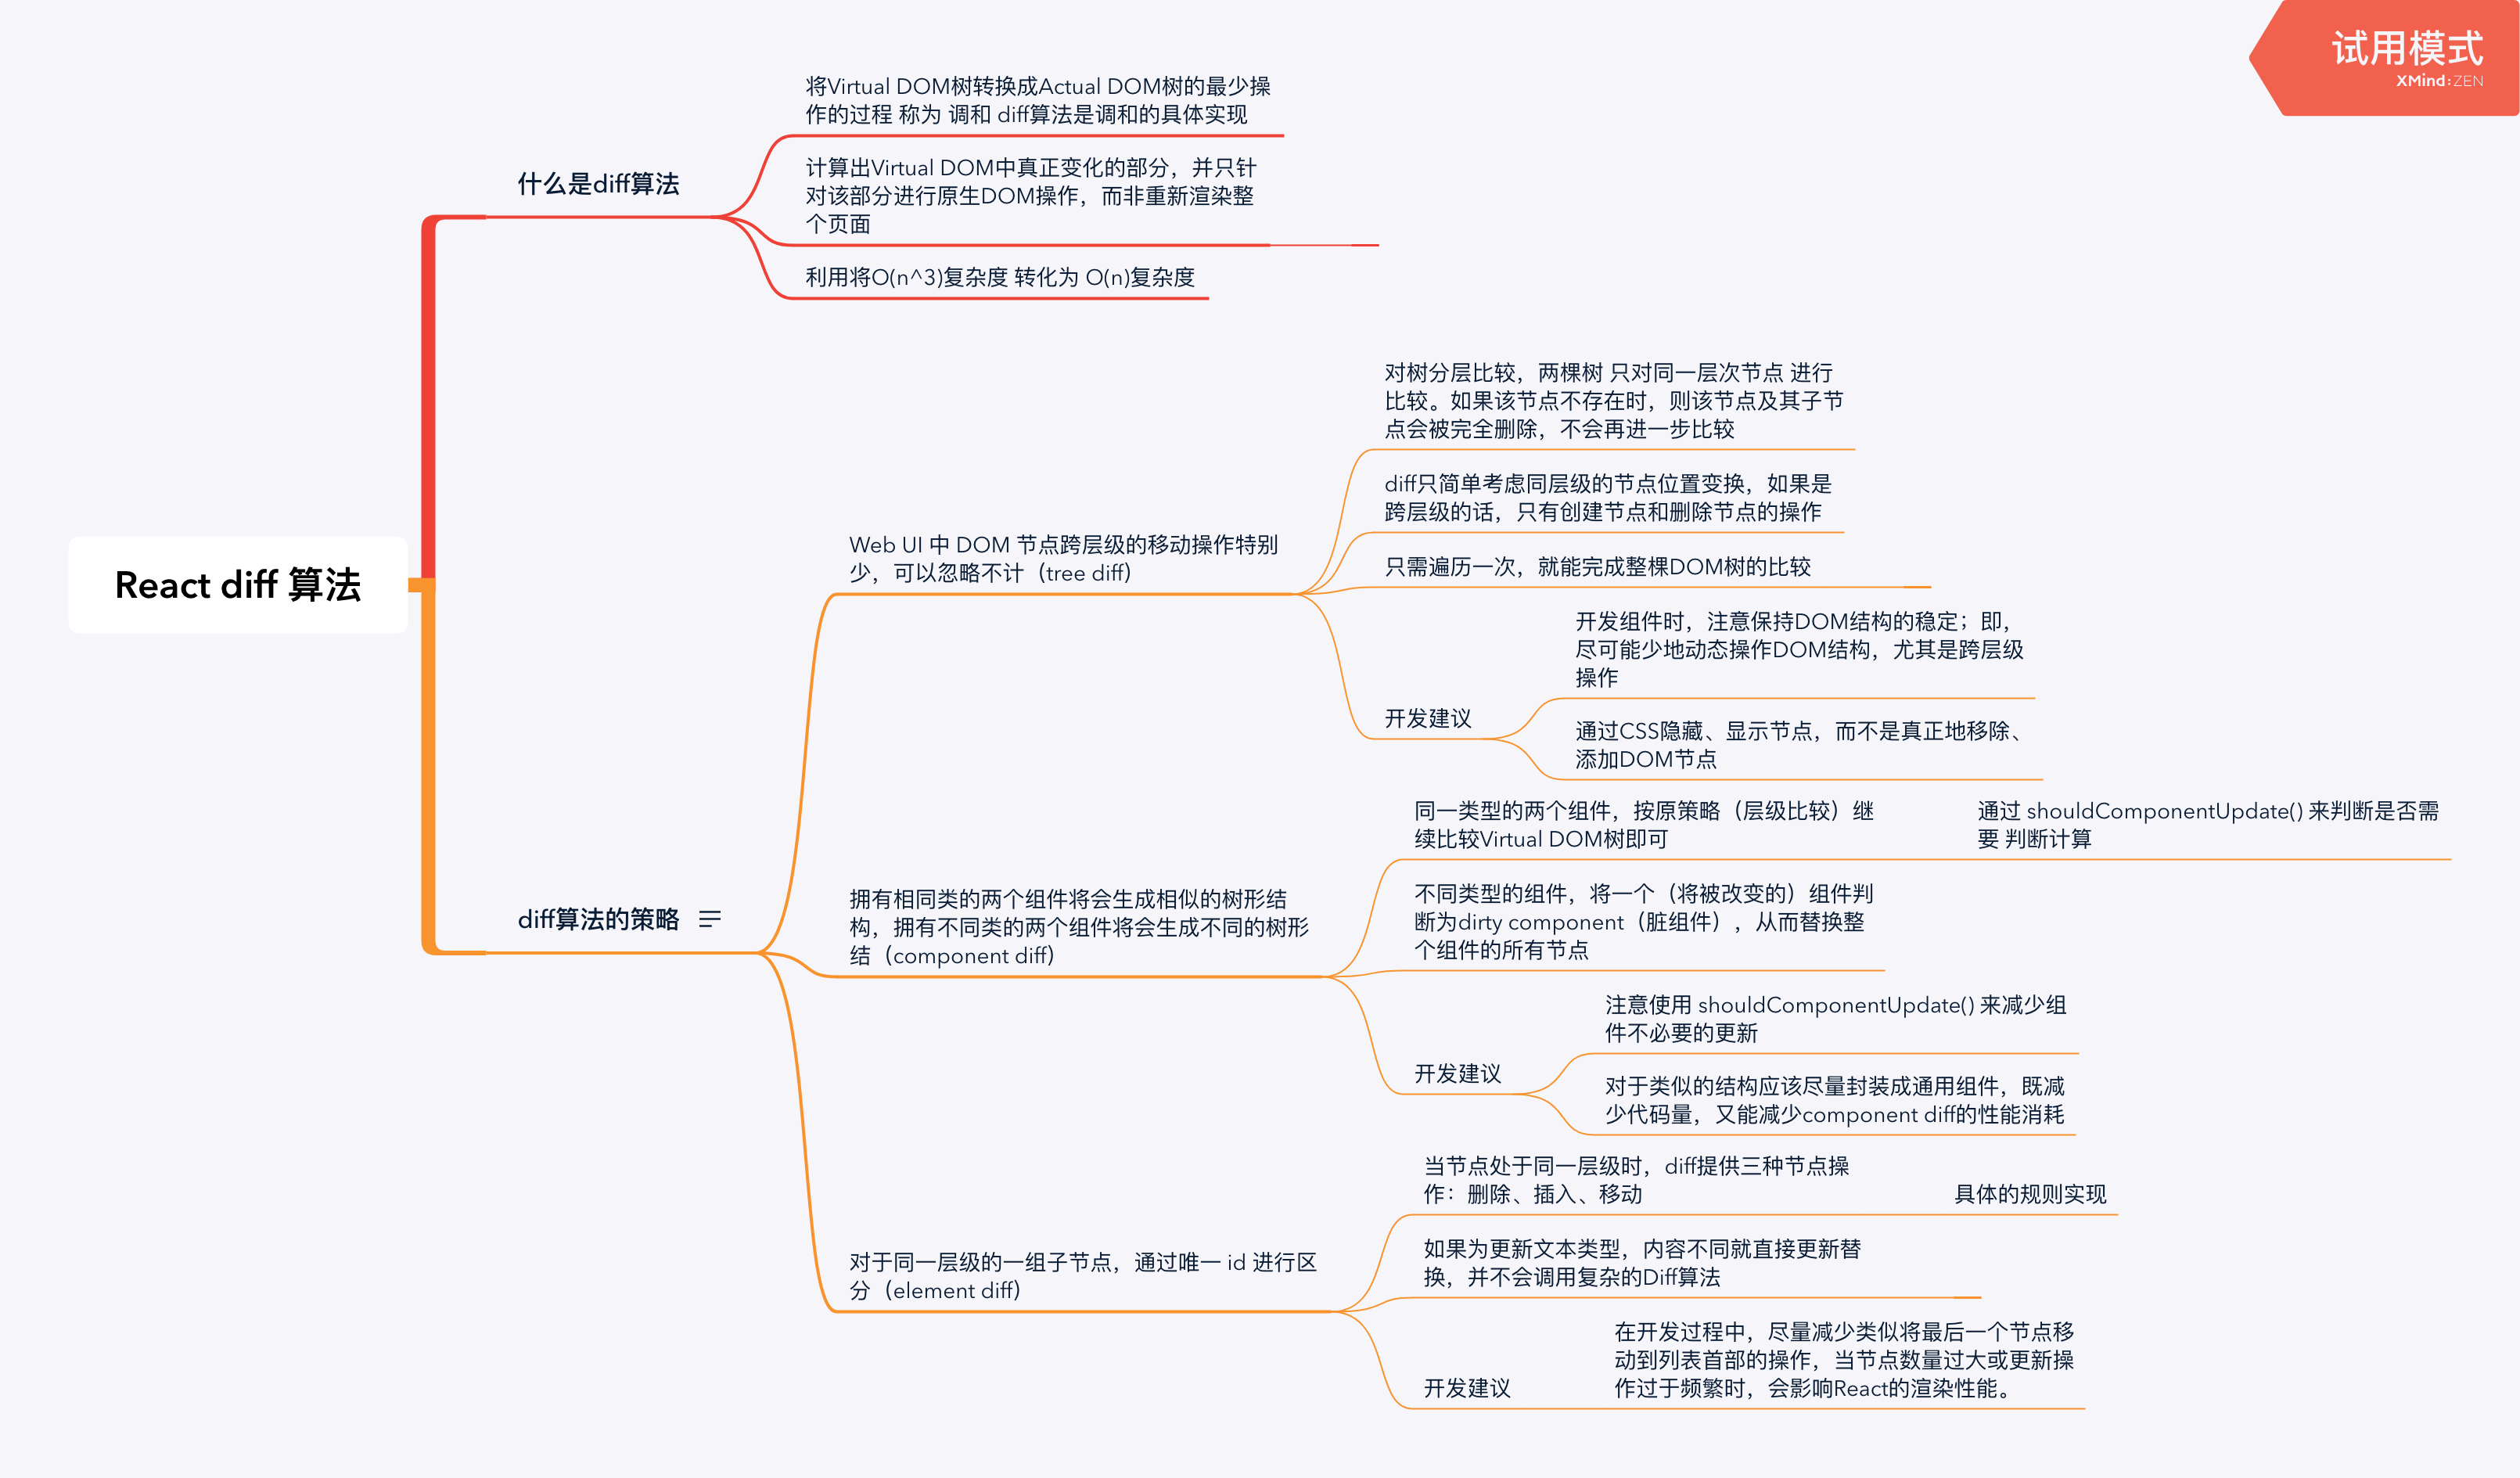 试用模式
XMind:ZEN
React diff 算法
什么是diff算法
将Virtual DOM树转换成Actual DOM树的最少操
作的过程 称为 调和 diff算法是调和的具体实现
计算出Virtual DOM中真正变化的部分，并只针
对该部分进行原生DOM操作，而非重新渲染整
个页面
利用将O(n^3)复杂度 转化为 O(n)复杂度
diff算法的策略
Web UI 中 DOM 节点跨层级的移动操作特别
少，可以忽略不计（tree diff）
对树分层比较，两棵树 只对同一层次节点 进行
比较。如果该节点不存在时，则该节点及其子节
点会被完全删除，不会再进一步比较
diff只简单考虑同层级的节点位置变换，如果是
跨层级的话，只有创建节点和删除节点的操作
只需遍历一次，就能完成整棵DOM树的比较
开发建议
开发组件时，注意保持DOM结构的稳定；即，
尽可能少地动态操作DOM结构，尤其是跨层级
操作
通过CSS隐藏、显示节点，而不是真正地移除、
添加DOM节点
拥有相同类的两个组件将会生成相似的树形结
构，拥有不同类的两个组件将会生成不同的树形
结（component diff）
同一类型的两个组件，按原策略（层级比较）继
续比较Virtual DOM树即可
通过 shouldComponentUpdate() 来判断是否需
要 判断计算
不同类型的组件，将一个（将被改变的）组件判
断为dirty component（脏组件），从而替换整
个组件的所有节点
开发建议
注意使用 shouldComponentUpdate() 来减少组
件不必要的更新
对于类似的结构应该尽量封装成通用组件，既减
少代码量，又能减少component diff的性能消耗
对于同一层级的一组子节点，通过唯一 id 进行区
分（element diff）
当节点处于同一层级时，diff提供三种节点操
作：删除、插入、移动
具体的规则实现
如果为更新文本类型，内容不同就直接更新替
换，并不会调用复杂的Diff算法
开发建议
在开发过程中，尽量减少类似将最后一个节点移
动到列表首部的操作，当节点数量过大或更新操
作过于频繁时，会影响React的渲染性能。